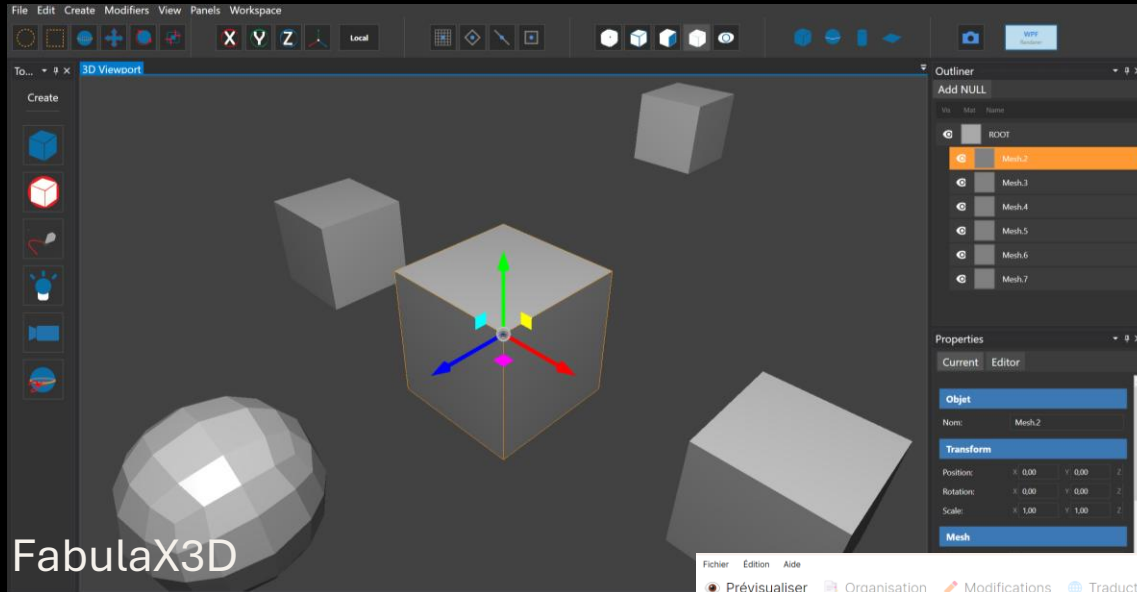 File Edit Create Modifiers View Panels Workspace
X Y Z Local
WPF
Renderer
To... 3D Viewport
Create
Outliner
Add NULL
Vis Mat Name
ROOT
Mesh.2
Mesh.3
Mesh.4
Mesh.5
Mesh.6
Mesh.7
Properties
Current Editor
Objet
Nom: Mesh.2
Transform
Position: X 0,00 Y 0,00 Z
Rotation: X 0,00 Y 0,00 Z
Scale: X 1,00 Y 1,00 Z
Mesh
FabulaX3D
Fichier Édition Aide
Prévisualiser Organisation Modifications Traduct